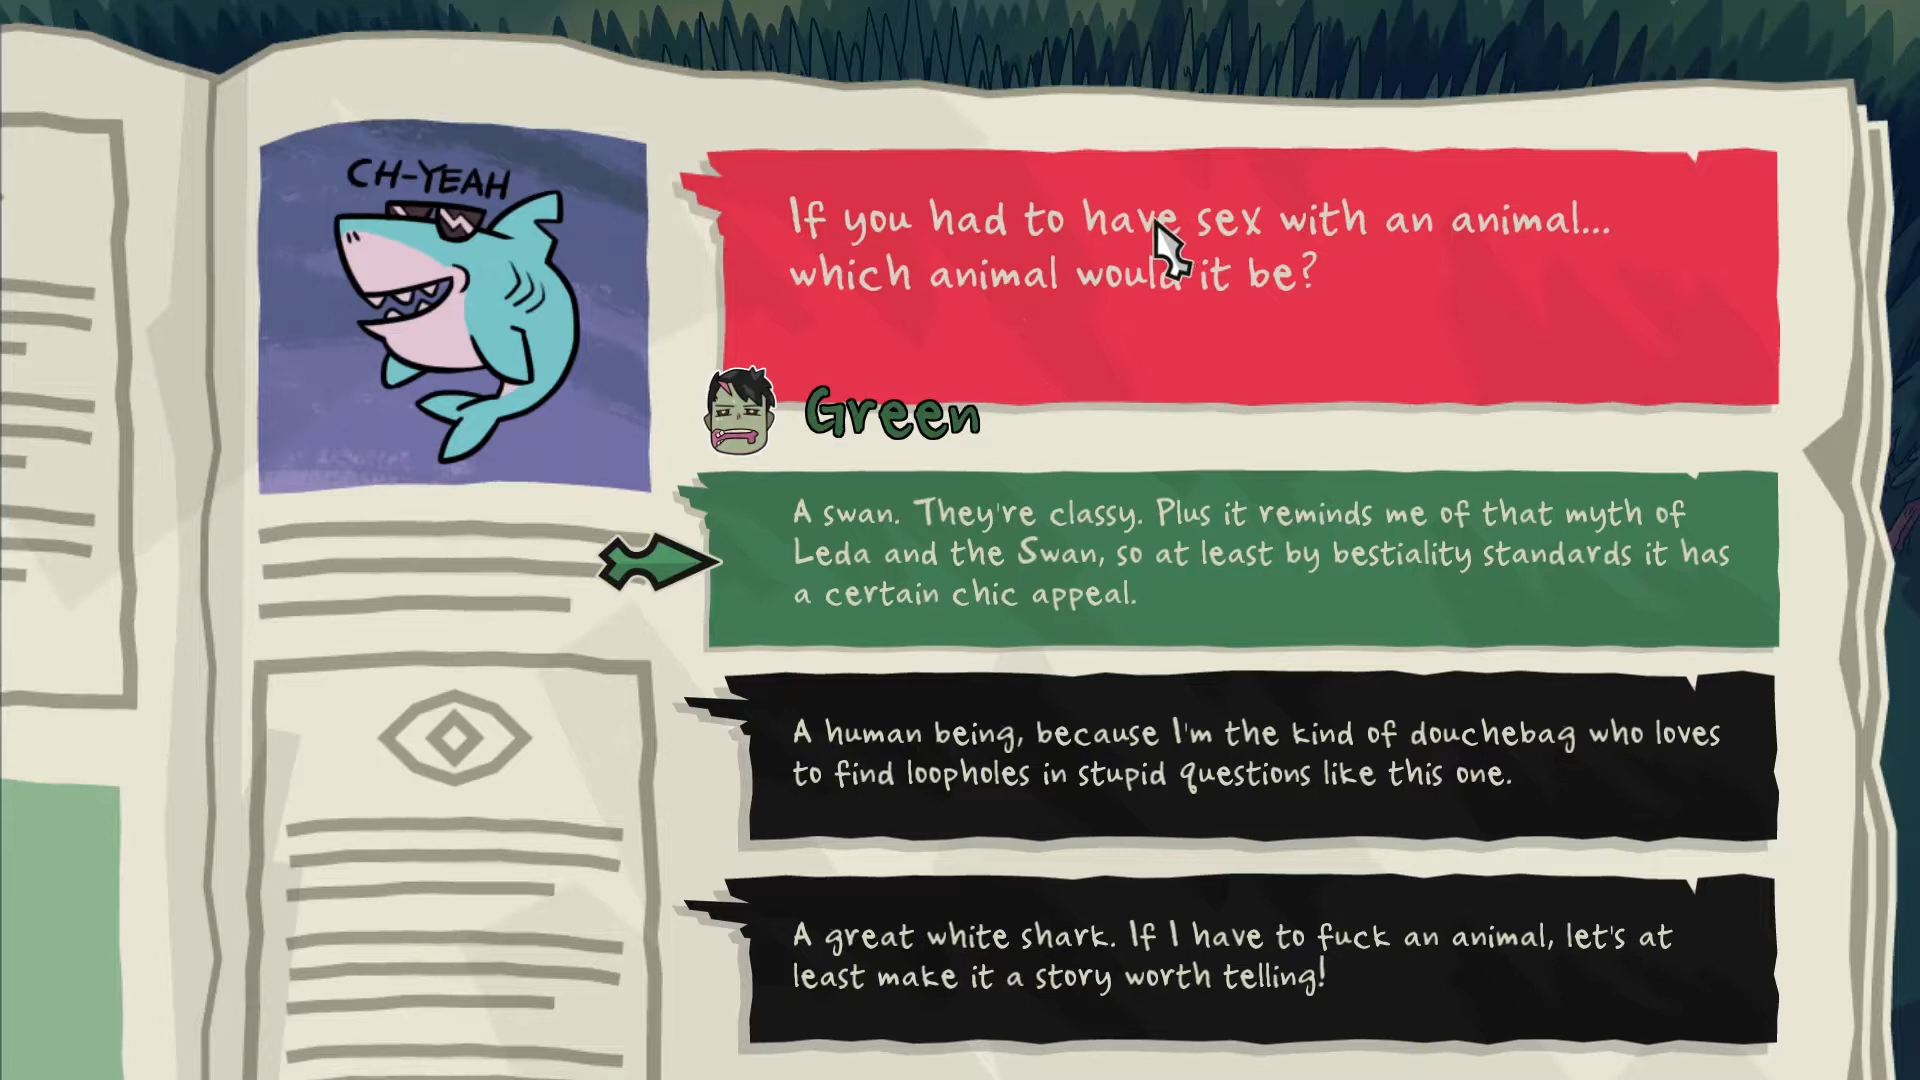 CH-YEAH
If you had to have sex with an animal...
which animal would it be?
Green
A swan. They're classy. Plus it reminds me of that myth of
Leda and the Swan, so at least by bestiality standards it has
a certain chic appeal.
A human being, because I'm the kind of douchebag who loves
to find loopholes in stupid questions like this one.
A great white shark. If I have to fuck an animal, let's at
least make it a story worth telling!